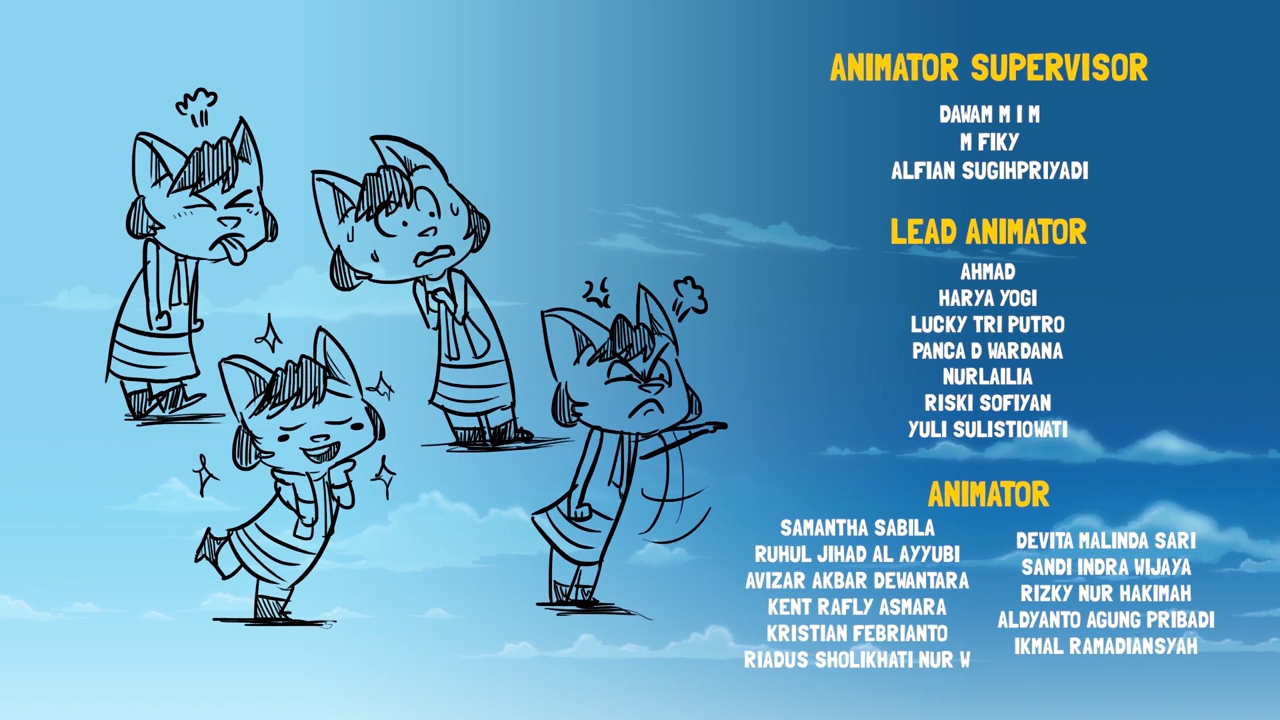 ANIMATOR SUPERVISOR
DAWAM M I M
M FIKY
ALFIAN SUGIHPRIYADI
LEAD ANIMATOR
AHMAD
HARYA YOGI
LUCKY TRI PUTRO
PANCA D WARDANA
NURLAILIA
RISKI SOFIYAN
YULI SULISTIOWATI
ANIMATOR
SAMANTHA SABILA
RUHUL JIHAD AL AYYUBI
AVIZAR AKBAR DEWANTARA
KENT RAFLY ASMARA
KRISTIAN FEBRIANTO
RIADUS SHOLIKHATI NUR W
DEVITA MALINDA SARI
SANDI INDRA WIJAYA
RIZKY NUR HAKIMAH
ALDYANTO AGUNG PRIBADI
IKMAL RAMADIANSYAH